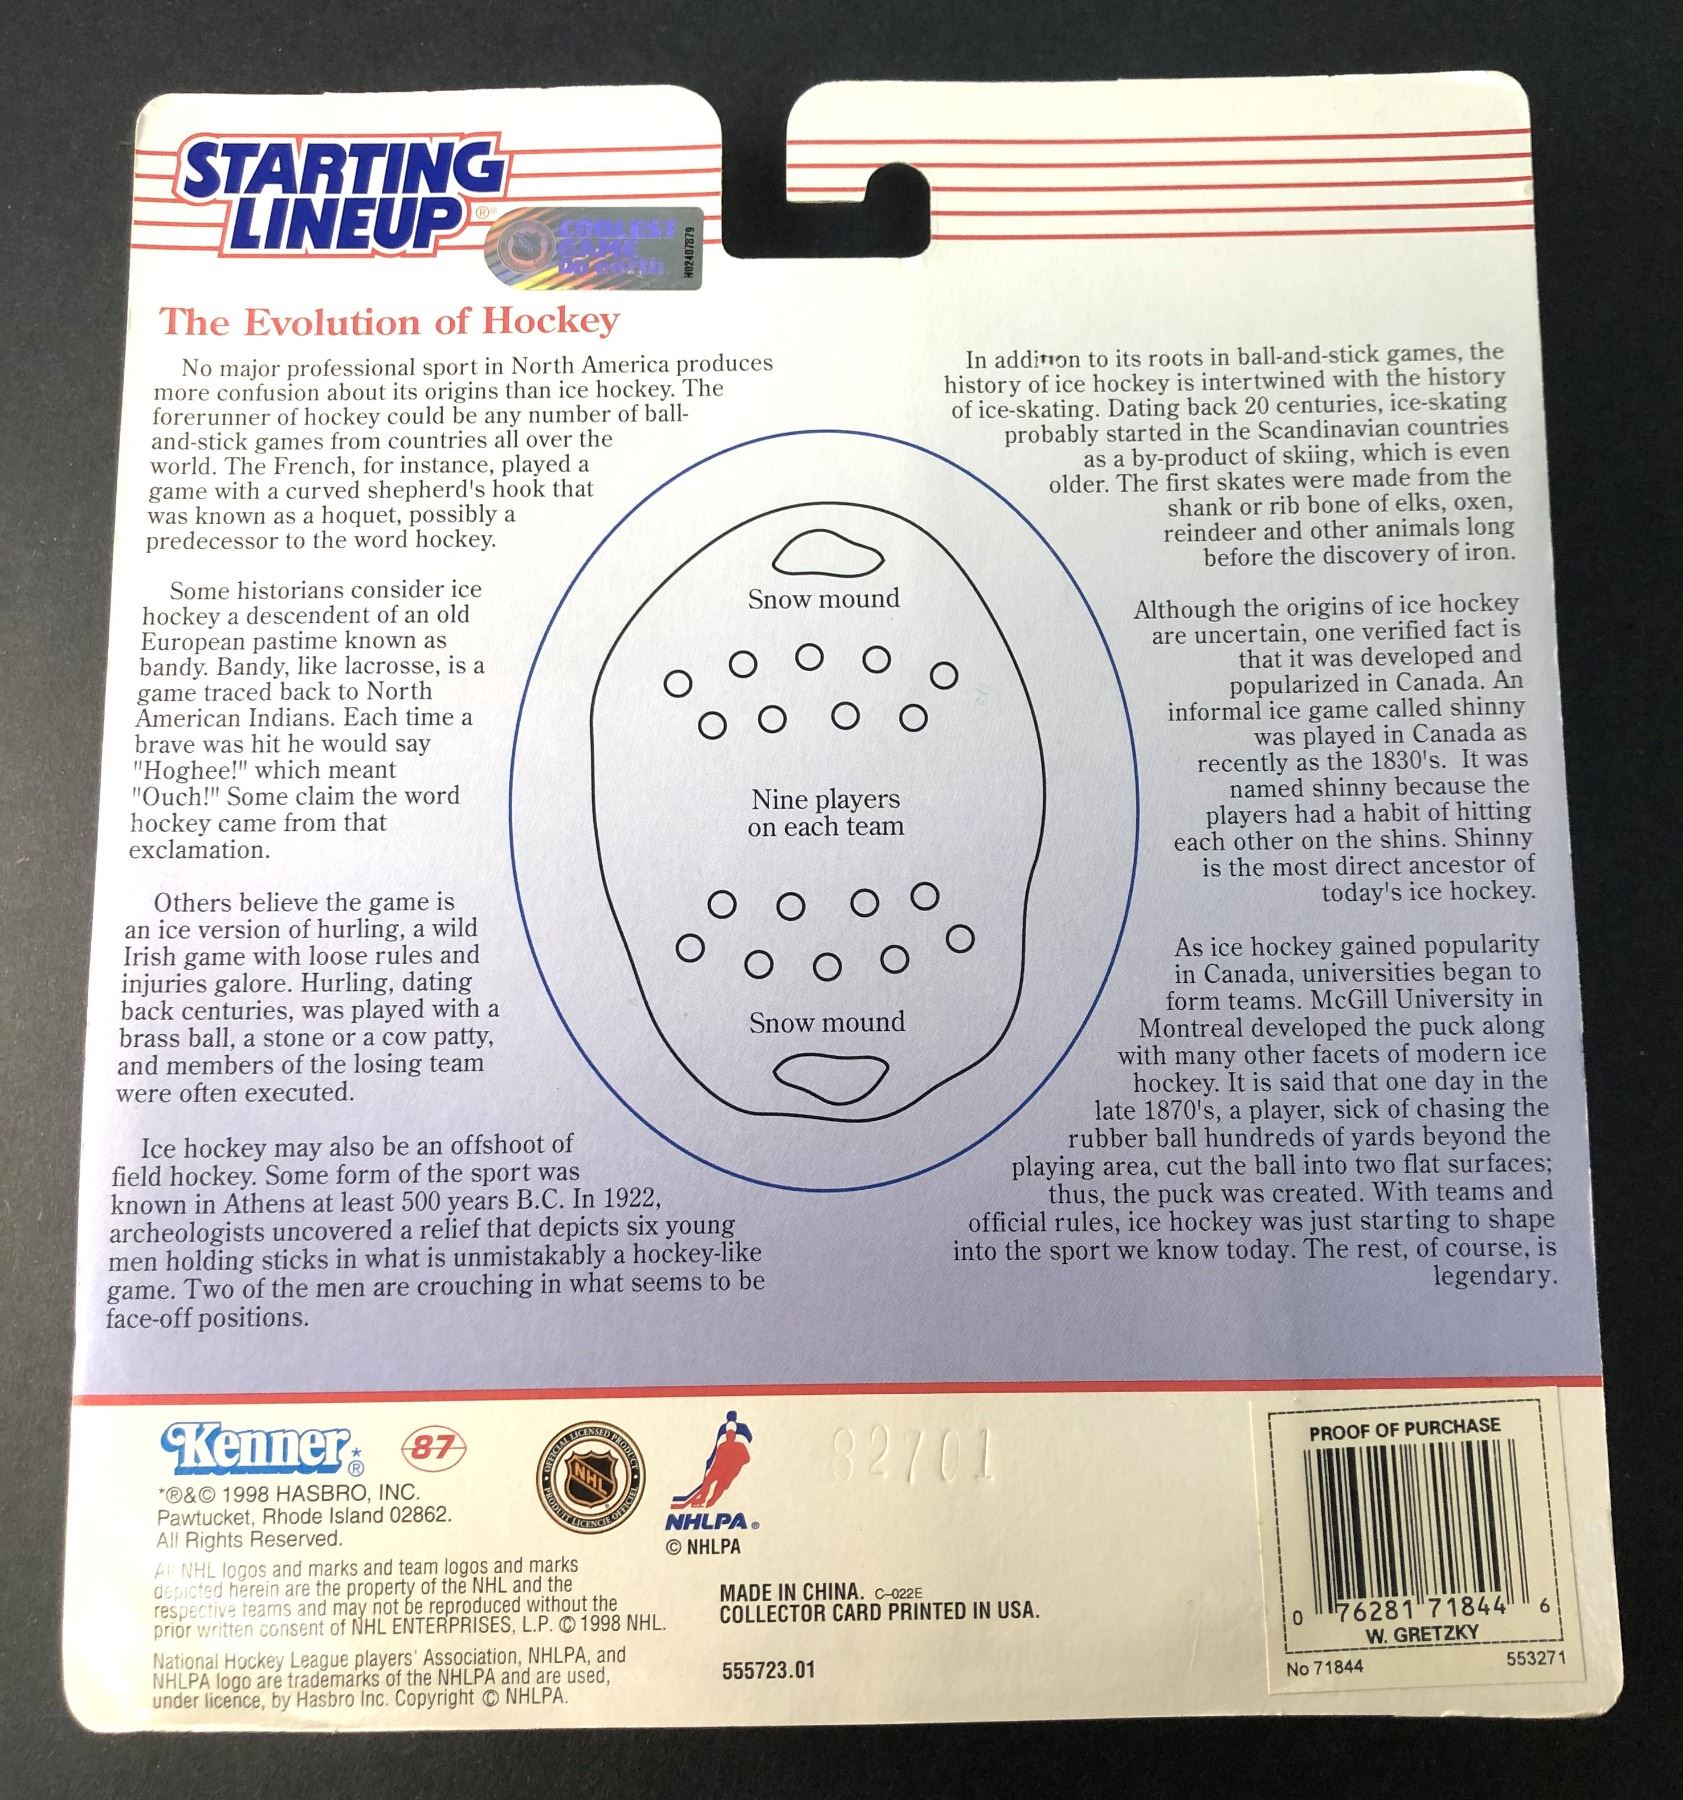 STARTING
LINEUP ®*
COOLEST
GAME
On Earth
N02407879
The Evolution of Hockey
No major professional sport in North America produces
more confusion about its origins than ice hockey. The
forerunner of hockey could be any number of ball-
and-stick games from countries all over the
world. The French, for instance, played a
game with a curved shepherd's hook that
was known as a hoquet, possibly a
predecessor to the word hockey.
Some historians consider ice
hockey a descendent of an old
European pastime known as
bandy. Bandy, like lacrosse, is a
game traced back to North
American Indians. Each time a
brave was hit he would say
"Hoghee!" which meant
"Ouch!" Some claim the word
hockey came from that
exclamation.
Others believe the game is
an ice version of hurling, a wild
Irish game with loose rules and
injuries galore. Hurling, dating
back centuries, was played with a
brass ball, a stone or a cow patty,
and members of the losing team
were often executed.
Ice hockey may also be an offshoot of
field hockey. Some form of the sport was
known in Athens at least 500 years B.C. In 1922,
archeologists uncovered a relief that depicts six young
men holding sticks in what is unmistakably a hockey-like
game. Two of the men are crouching in what seems to be
face-off positions.
Snow mound
Nine players
on each team
Snow mound
In addition to its roots in ball-and-stick games, the
history of ice hockey is intertwined with the history
of ice-skating. Dating back 20 centuries, ice-skating
probably started in the Scandinavian countries
as a by-product of skiing, which is even
older. The first skates were made from the
shank or rib bone of elks, oxen,
reindeer and other animals long
before the discovery of iron.
Although the origins of ice hockey
are uncertain, one verified fact is
that it was developed and
popularized in Canada. An
informal ice game called shinny
was played in Canada as
recently as the 1830's. It was
named shinny because the
players had a habit of hitting
each other on the shins. Shinny
is the most direct ancestor of
today's ice hockey.
As ice hockey gained popularity
in Canada, universities began to
form teams. McGill University in
Montreal developed the puck along
with many other facets of modern ice
hockey. It is said that one day in the
late 1870's, a player, sick of chasing the
rubber ball hundreds of yards beyond the
playing area, cut the ball into two flat surfaces;
thus, the puck was created. With teams and
official rules, ice hockey was just starting to shape
into the sport we know today. The rest, of course, is
legendary.
Kenner *®
87
*®&© 1998 HASBRO, INC.
Pawtucket, Rhode Island 02862.
All Rights Reserved.
All NHL logos and marks and team logos and marks
depicted herein are the property of the NHL and the
respective teams and may not be reproduced without the
prior written consent of NHL ENTERPRISES, L.P. © 1998 NHL.
National Hockey League players' Association, NHLPA, and
NHLPA logo are trademarks of the NHLPA and are used,
under licence, by Hasbro Inc. Copyright © NHLPA.
OFFICIAL LICENSED PRODUCT
NHL
PRODUIT LICENCIE OFFICIEL
NHLPA®
© NHLPA
82701
MADE IN CHINA. C-022E
COLLECTOR CARD PRINTED IN USA.
555723.01
PROOF OF PURCHASE
0 76281 71844 6
W. GRETZKY
No 71844 553271